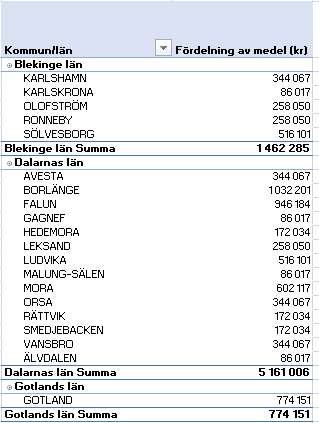 Kommun/län Fördelning av medel (kr)
Blekinge län
KARLSHAMN 344 067
KARLSKRONA 86 017
OLOFSTRÖM 258 050
RONNEBY 258 050
SÖLVESBORG 516 101
Blekinge län Summa 1 462 285
Dalarnas län
AVESTA 344 067
BORLÄNGE 1 032 201
FALUN 946 184
GAGNEF 86 017
HEDEMORA 172 034
LEKSAND 258 050
LUDVIKA 516 101
MALUNG-SÄLEN 86 017
MORA 602 117
ORSA 344 067
RÄTTVIK 172 034
SMEDJEBACKEN 172 034
VANSBRO 344 067
ÄLVDALEN 86 017
Dalarnas län Summa 5 161 006
Gotlands län
GOTLAND 774 151
Gotlands län Summa 774 151